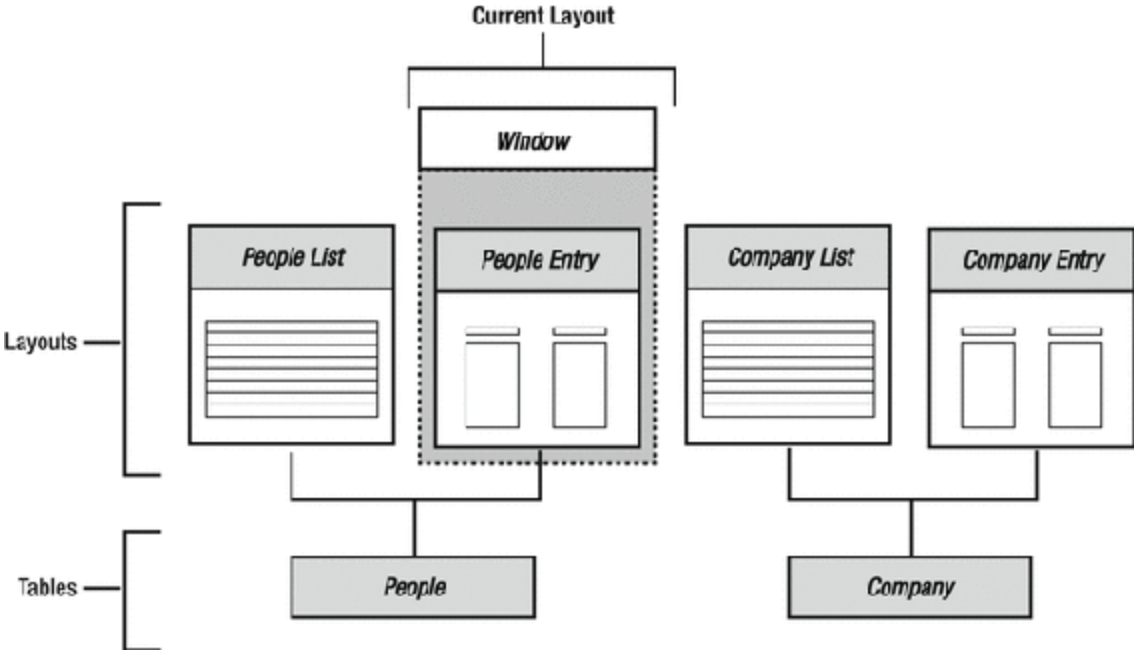 Current Layout
Window
People List
People Entry
Company List
Company Entry
Layouts
Tables
People
Company